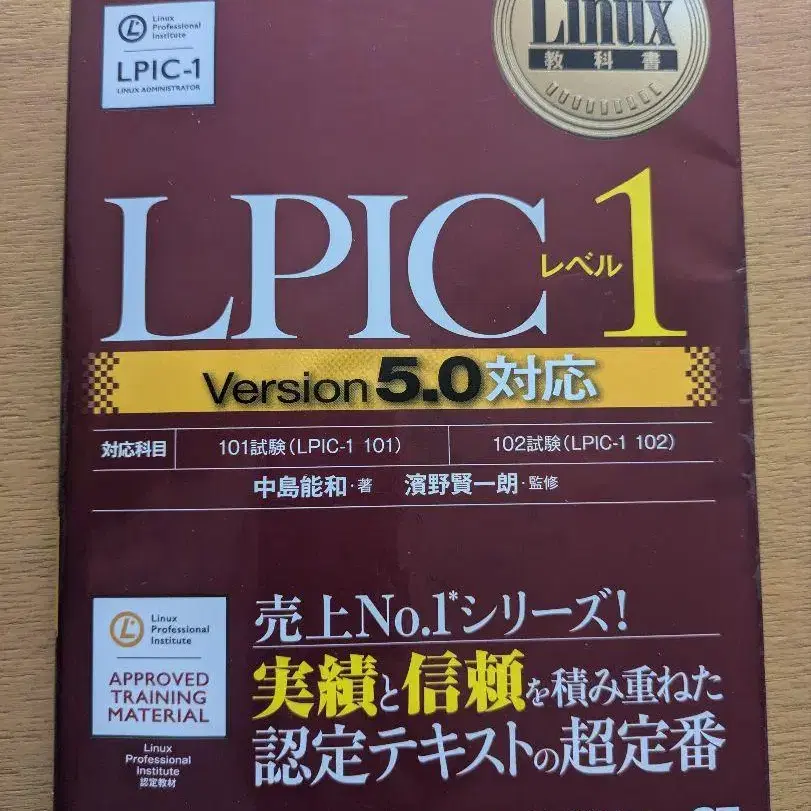 Linux
Professional
Institute
LPIC-1
LINUX ADMINISTRATOR
Linux
教科書
LPIC レベル1
Version 5.0 対応
対応科目 101試験（LPIC-1 101） 102試験（LPIC-1 102）
中島能和・著 濱野賢一朗・監修
Linux
Professional
Institute
APPROVED
TRAINING
MATERIAL
Linux
Professional
Institute
認定教材
売上No.1*シリーズ!
実績と信頼を積み重ねた
認定テキストの超定番